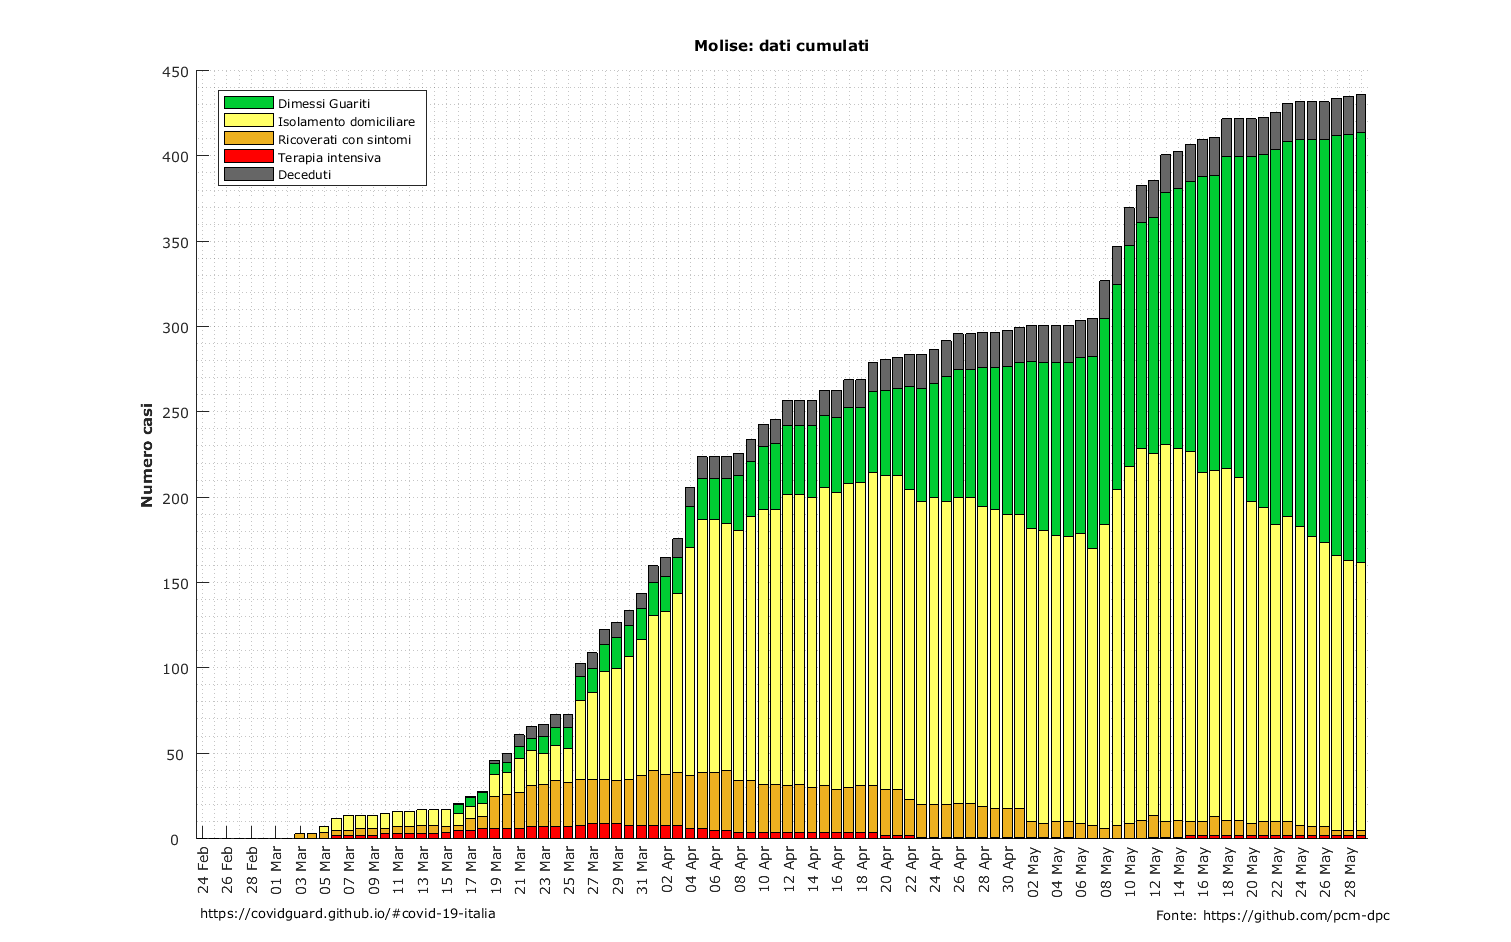 Molise: dati cumulati
450
400
350
300
250
200
150
100
50
0
Numero casi
Dimessi Guariti
Isolamento domiciliare
Ricoverati con sintomi
Terapia intensiva
Deceduti
24 Feb
26 Feb
28 Feb
01 Mar
03 Mar
05 Mar
07 Mar
09 Mar
11 Mar
13 Mar
15 Mar
17 Mar
19 Mar
21 Mar
23 Mar
25 Mar
27 Mar
29 Mar
31 Mar
02 Apr
04 Apr
06 Apr
08 Apr
10 Apr
12 Apr
14 Apr
16 Apr
18 Apr
20 Apr
22 Apr
24 Apr
26 Apr
28 Apr
30 Apr
02 May
04 May
06 May
08 May
10 May
12 May
14 May
16 May
18 May
20 May
22 May
24 May
26 May
28 May
https://covidguard.github.io/#covid-19-italia
Fonte: https://github.com/pcm-dpc